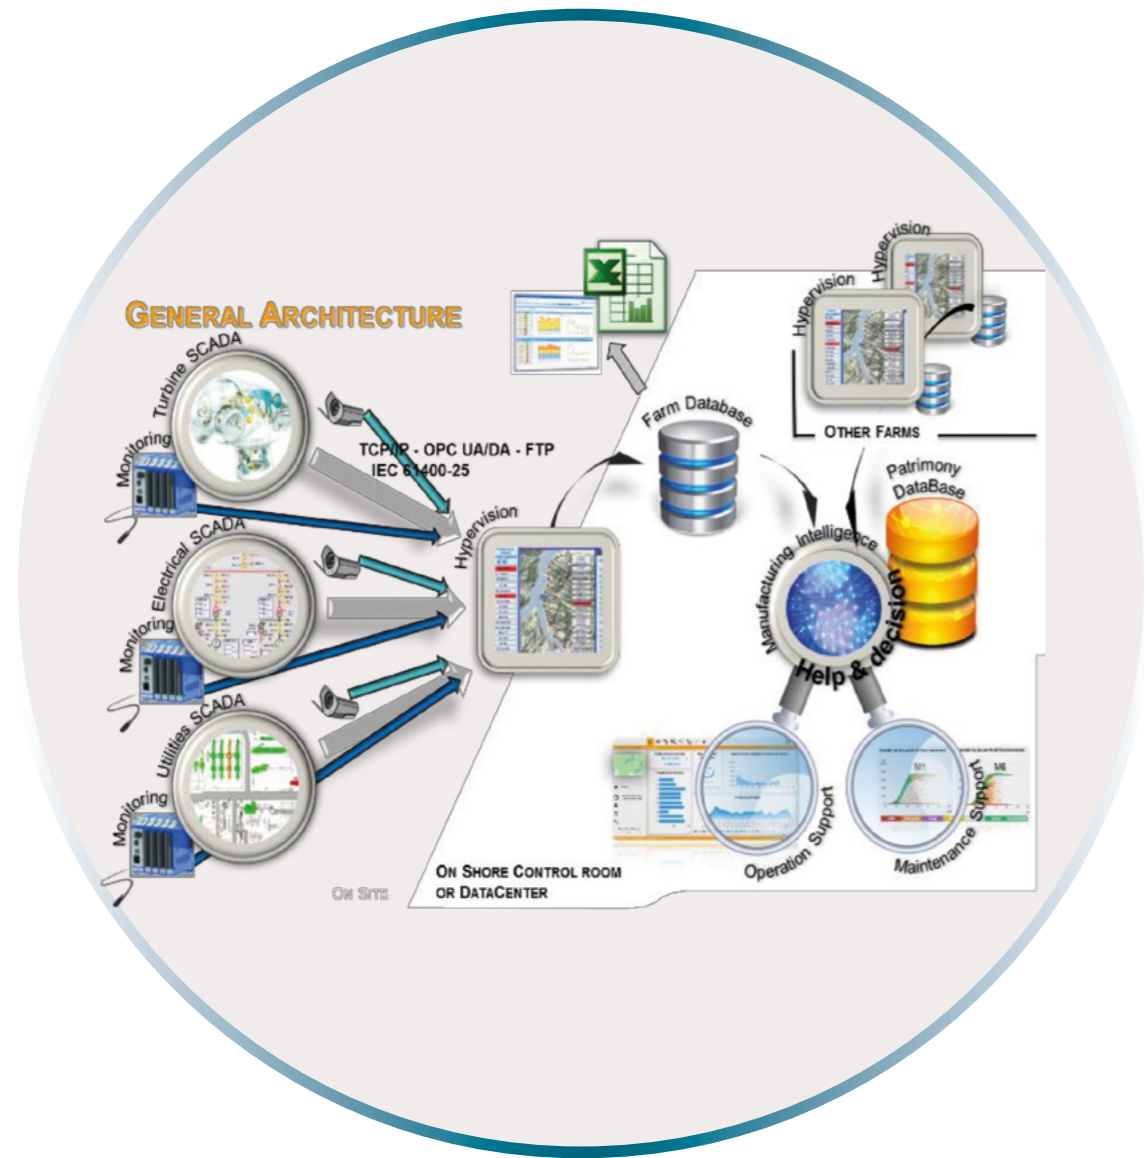 GENERAL ARCHITECTURE
Turbine SCADA
Monitoring
TCP/IP - OPC UA/DA - FTP
IEC 61400-25
Electrical SCADA
Monitoring
Utilities SCADA
Monitoring
Hypervision
Farm Database
Hypervision
Hypervision
OTHER FARMS
Patrimony
DataBase
Manufacturing Intelligence
Help & decision
M1
M6
Operation Support
Maintenance Support
ON SITE
ON SHORE CONTROL ROOM
OR DATACENTER